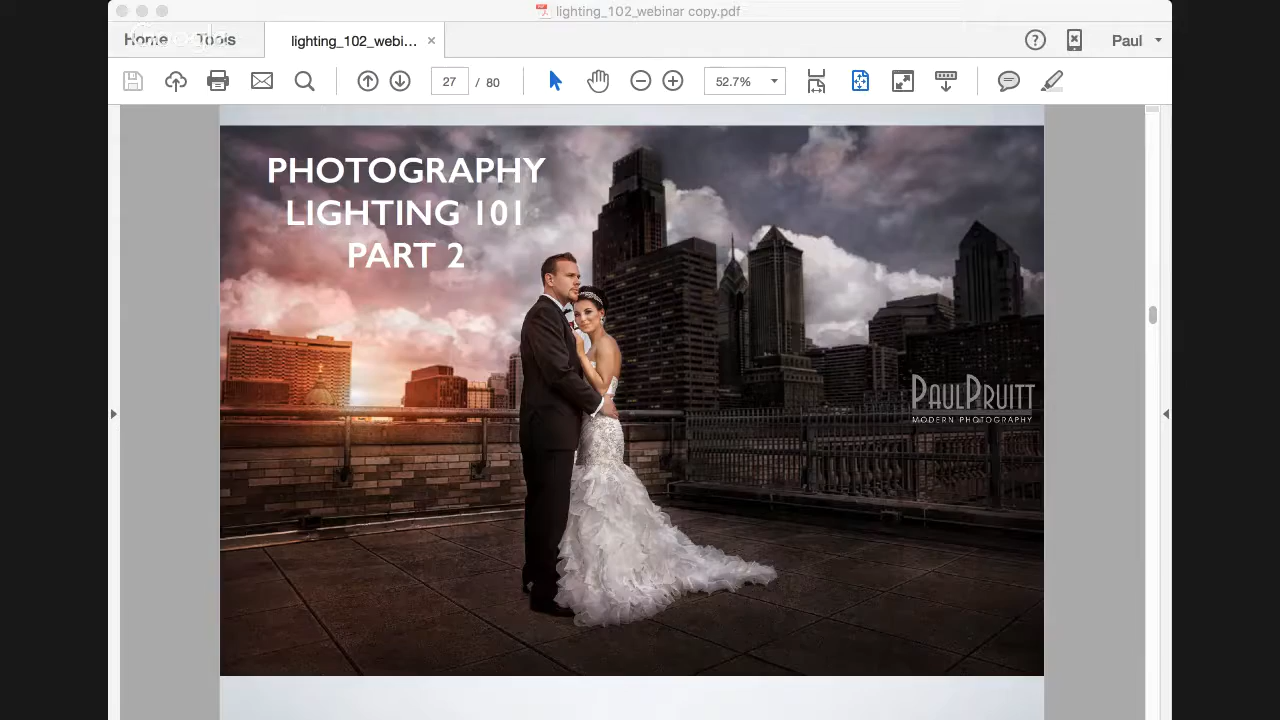 lighting_102_webinar copy.pdf
Home
Tools
lighting_102_webi... ×
Paul
27 / 80
52.7%
PHOTOGRAPHY
LIGHTING 101
PART 2
PAULPRUITT
MODERN PHOTOGRAPHY